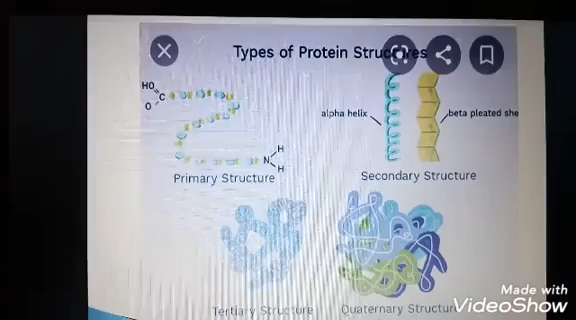 Types of Protein Structures
HO
C
O
alpha helix
beta pleated she
H
N
H
Primary Structure
Secondary Structure
Tertiary Structure
Quaternary Structur
Made with
VideoShow